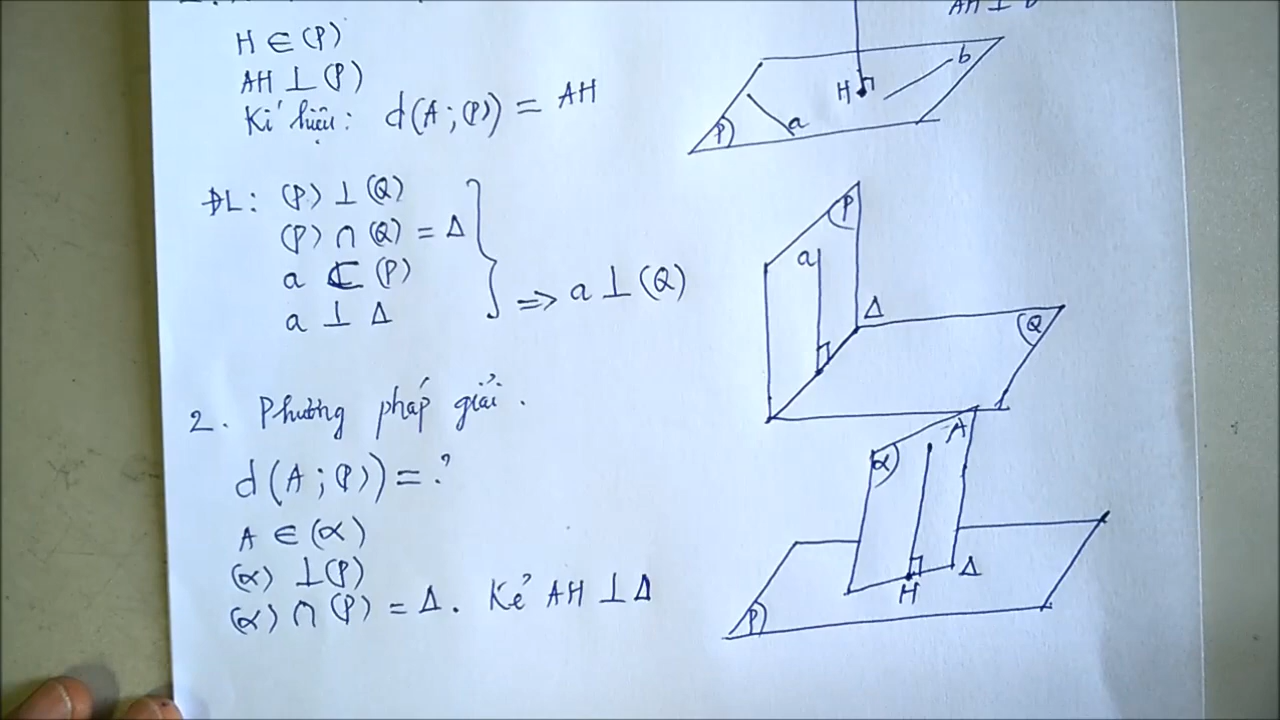 AH ⊥ b
H ∈ (P)
AH ⊥ (P)
Kí hiệu: d(A; (P)) = AH
H
b
a
P
ĐL: (P) ⊥ (Q)
(P) ∩ (Q) = Δ
a ⊂ (P)
a ⊥ Δ
=> a ⊥ (Q)
P
a
Δ
Q
2. Phương pháp giải.
d(A; (P)) = ?
A ∈ (α)
(α) ⊥ (P)
(α) ∩ (P) = Δ. Kẻ AH ⊥ Δ
A
α
Δ
H
P